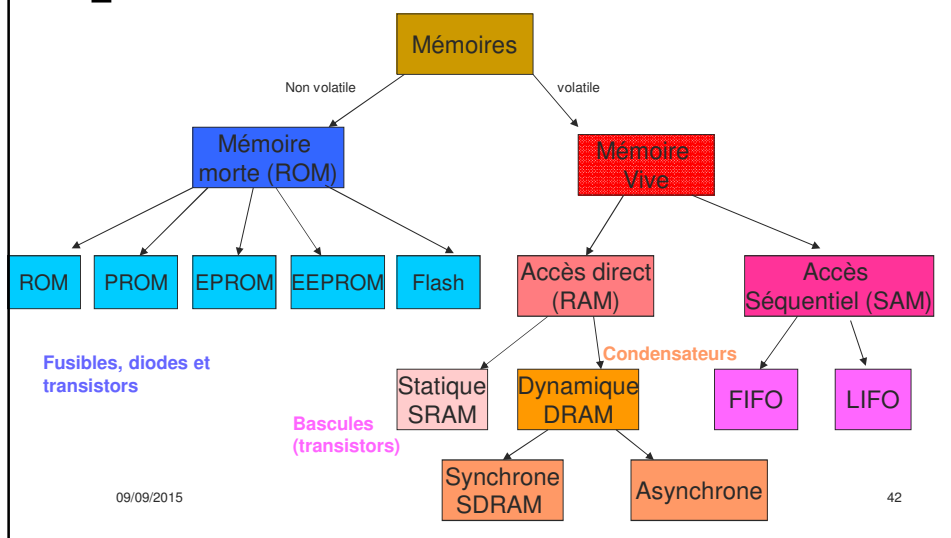 Mémoires
Non volatile
volatile
Mémoire
morte (ROM)
Mémoire
Vive
ROM
PROM
EPROM
EEPROM
Flash
Accès direct
(RAM)
Accès
Séquentiel (SAM)
Fusibles, diodes et
transistors
Condensateurs
Statique
SRAM
Dynamique
DRAM
FIFO
LIFO
Bascules
(transistors)
Synchrone
SDRAM
Asynchrone
09/09/2015
42